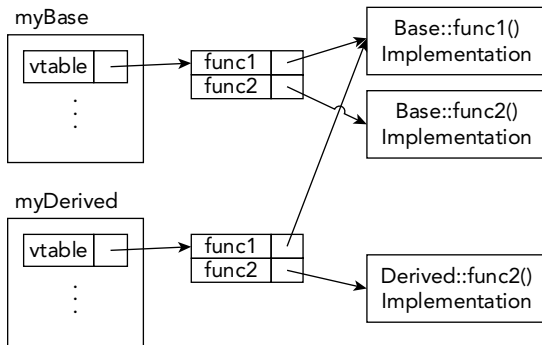 myBase
vtable
func1
func2
Base::func1()
Implementation
Base::func2()
Implementation
myDerived
vtable
func1
func2
Derived::func2()
Implementation